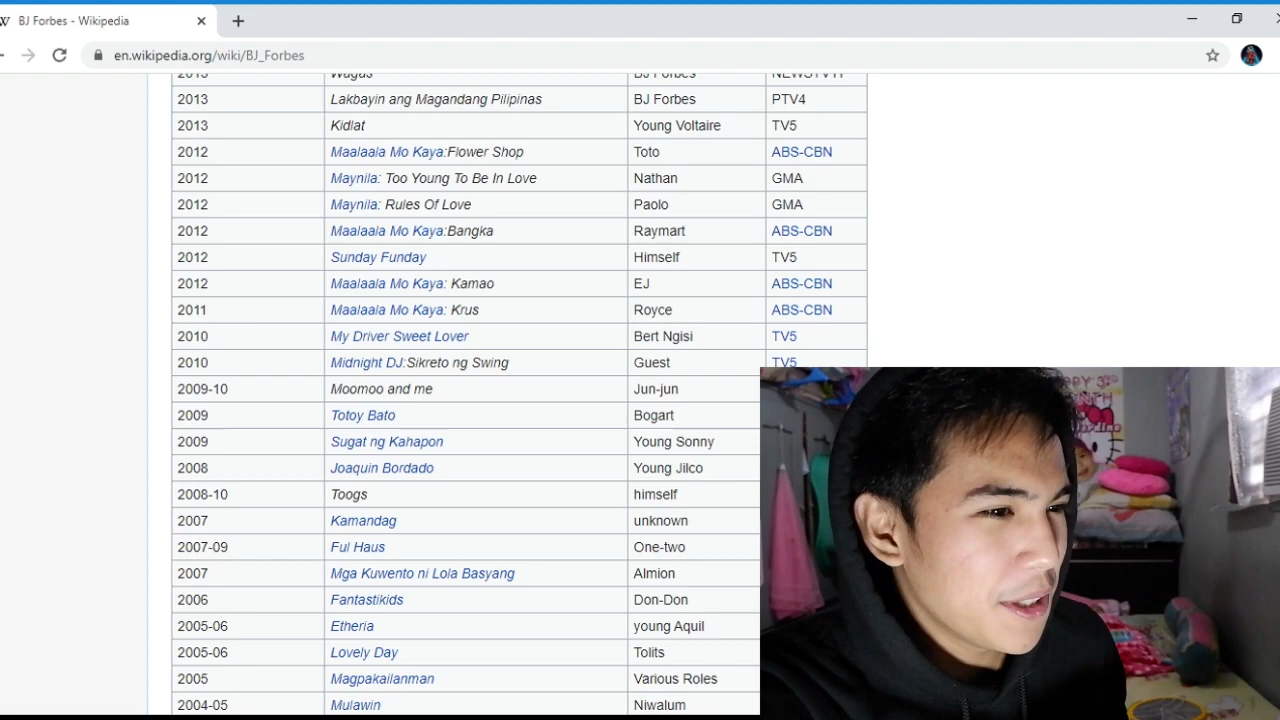 BJ Forbes - Wikipedia
en.wikipedia.org/wiki/BJ_Forbes
2013 Wagas BJ Forbes NEWSTV11
2013 Lakbayin ang Magandang Pilipinas BJ Forbes PTV4
2013 Kidlat Young Voltaire TV5
2012 Maalaala Mo Kaya:Flower Shop Toto ABS-CBN
2012 Maynila: Too Young To Be In Love Nathan GMA
2012 Maynila: Rules Of Love Paolo GMA
2012 Maalaala Mo Kaya:Bangka Raymart ABS-CBN
2012 Sunday Funday Himself TV5
2012 Maalaala Mo Kaya: Kamao EJ ABS-CBN
2011 Maalaala Mo Kaya: Krus Royce ABS-CBN
2010 My Driver Sweet Lover Bert Ngisi TV5
2010 Midnight DJ:Sikreto ng Swing Guest TV5
2009-10 Moomoo and me Jun-jun
2009 Totoy Bato Bogart
2009 Sugat ng Kahapon Young Sonny
2008 Joaquin Bordado Young Jilco
2008-10 Toogs himself
2007 Kamandag unknown
2007-09 Ful Haus One-two
2007 Mga Kuwento ni Lola Basyang Almion
2006 Fantastikids Don-Don
2005-06 Etheria young Aquil
2005-06 Lovely Day Tolits
2005 Magpakailanman Various Roles
2004-05 Mulawin Niwalum